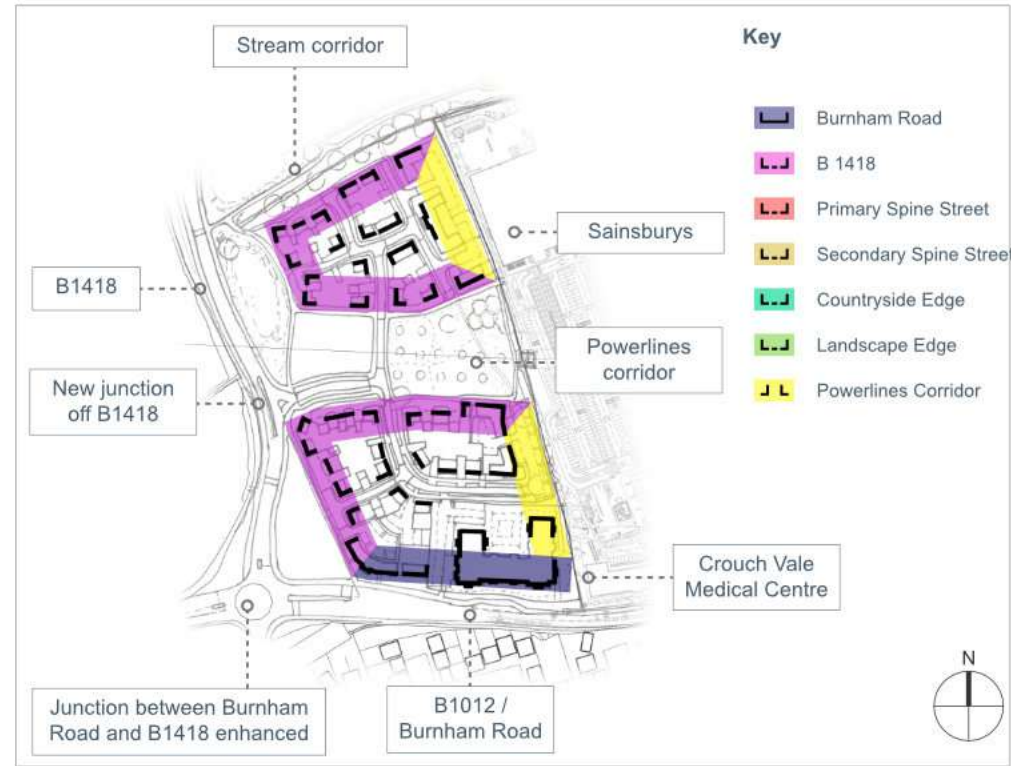 Stream corridor
B1418
New junction
off B1418
Junction between Burnham
Road and B1418 enhanced
B1012 /
Burnham Road
Sainsburys
Powerlines
corridor
Crouch Vale
Medical Centre
Key
Burnham Road
B 1418
Primary Spine Street
Secondary Spine Street
Countryside Edge
Landscape Edge
Powerlines Corridor
N